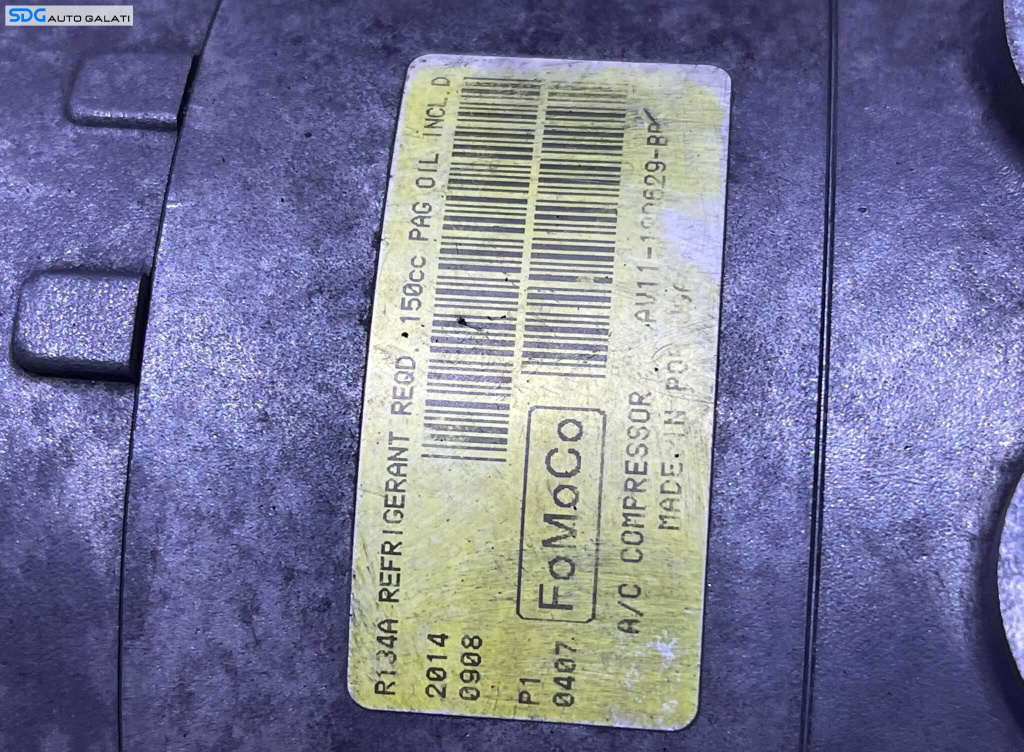 SDG AUTO GALATI
R134A REFRIGERANT REQD. 150cc PAG OIL INCL.D
2014
0908
P1
0407
FoMoCo
A/C COMPRESSOR
MADE IN